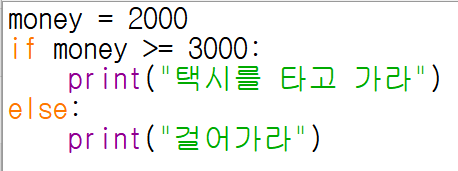 money = 2000
if money >= 3000:
    print("택시를 타고 가라")
else:
    print("걸어가라")